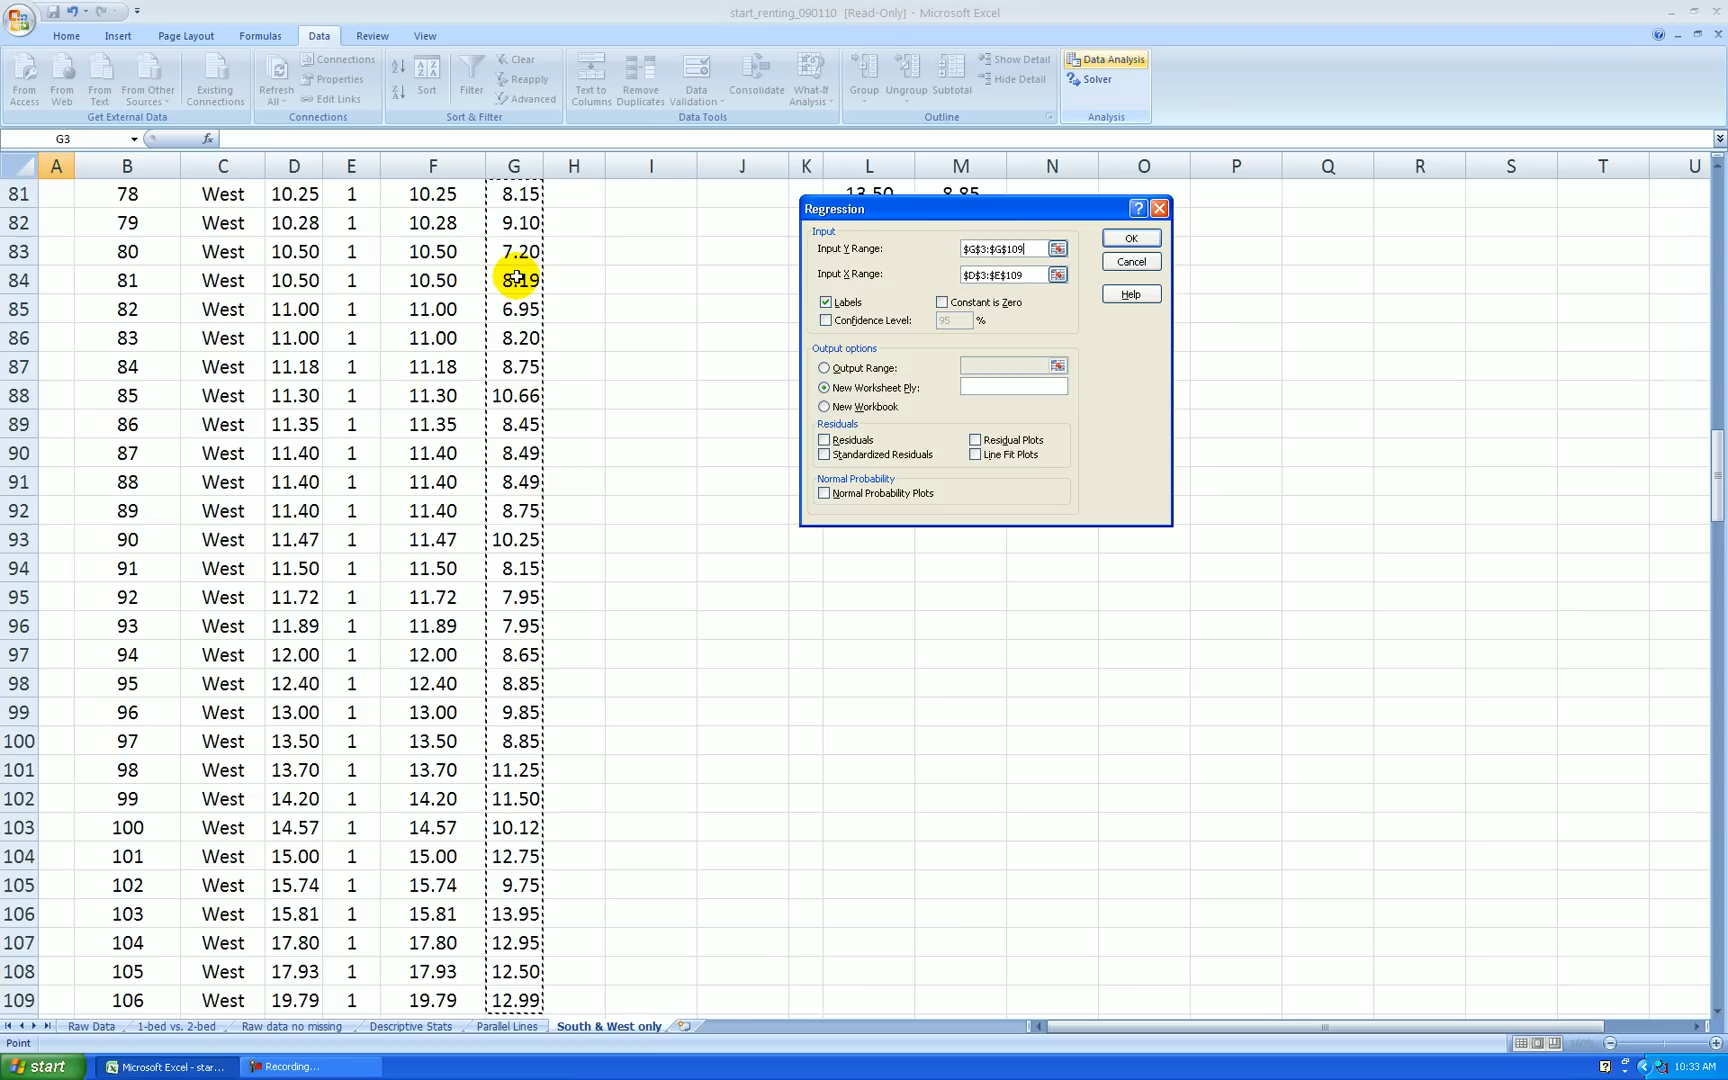 start_renting_090110 [Read-Only] - Microsoft Excel
Home Insert Page Layout Formulas Data Review View
From Access
From Web
From Text
From Other Sources
Existing Connections
Get External Data
Refresh All
Connections
Properties
Edit Links
Connections
Sort
Filter
Clear
Reapply
Advanced
Sort & Filter
Text to Columns
Remove Duplicates
Data Validation
Consolidate
What-If Analysis
Data Tools
Group
Ungroup
Subtotal
Show Detail
Hide Detail
Outline
Data Analysis
Solver
Analysis
G3 fx
A B C D E F G H I J K L M N O P Q R S T U
81 78 West 10.25 1 10.25 8.15 13.50 8.85
82 79 West 10.28 1 10.28 9.10
83 80 West 10.50 1 10.50 7.20
84 81 West 10.50 1 10.50 8.19
85 82 West 11.00 1 11.00 6.95
86 83 West 11.00 1 11.00 8.20
87 84 West 11.18 1 11.18 8.75
88 85 West 11.30 1 11.30 10.66
89 86 West 11.35 1 11.35 8.45
90 87 West 11.40 1 11.40 8.49
91 88 West 11.40 1 11.40 8.49
92 89 West 11.40 1 11.40 8.75
93 90 West 11.47 1 11.47 10.25
94 91 West 11.50 1 11.50 8.15
95 92 West 11.72 1 11.72 7.95
96 93 West 11.89 1 11.89 7.95
97 94 West 12.00 1 12.00 8.65
98 95 West 12.40 1 12.40 8.85
99 96 West 13.00 1 13.00 9.85
100 97 West 13.50 1 13.50 8.85
101 98 West 13.70 1 13.70 11.25
102 99 West 14.20 1 14.20 11.50
103 100 West 14.57 1 14.57 10.12
104 101 West 15.00 1 15.00 12.75
105 102 West 15.74 1 15.74 9.75
106 103 West 15.81 1 15.81 13.95
107 104 West 17.80 1 17.80 12.95
108 105 West 17.93 1 17.93 12.50
109 106 West 19.79 1 19.79 12.99
Regression
Input
Input Y Range: $G$3:$G$109
Input X Range: $D$3:$E$109
Labels
Constant is Zero
Confidence Level: 95 %
OK
Cancel
Help
Output options
Output Range:
New Worksheet Ply:
New Workbook
Residuals
Residuals
Residual Plots
Standardized Residuals
Line Fit Plots
Normal Probability
Normal Probability Plots
Raw Data 1-bed vs. 2-bed Raw data no missing Descriptive Stats Parallel Lines South & West only
Point 160%
start Microsoft Excel - star... Recording... 10:33 AM